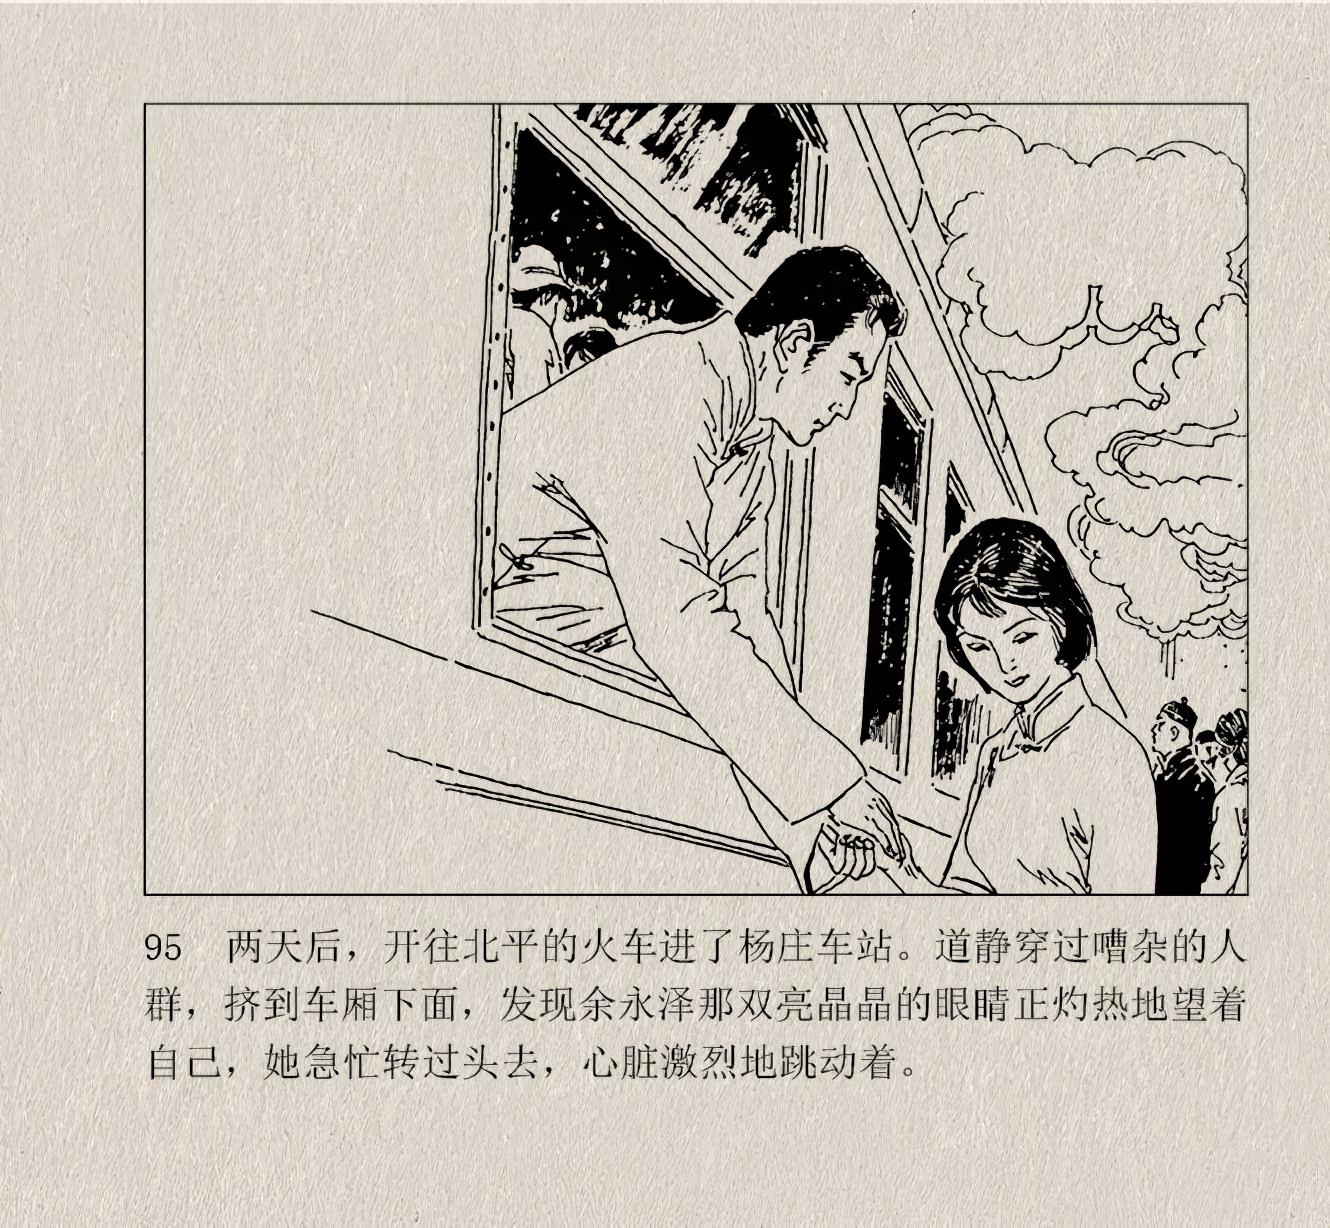 95 两天后，开往北平的火车进了杨庄车站。道静穿过嘈杂的人
群，挤到车厢下面，发现余永泽那双亮晶晶的眼睛正灼热地望着
自己，她急忙转过头去，心脏激烈地跳动着。